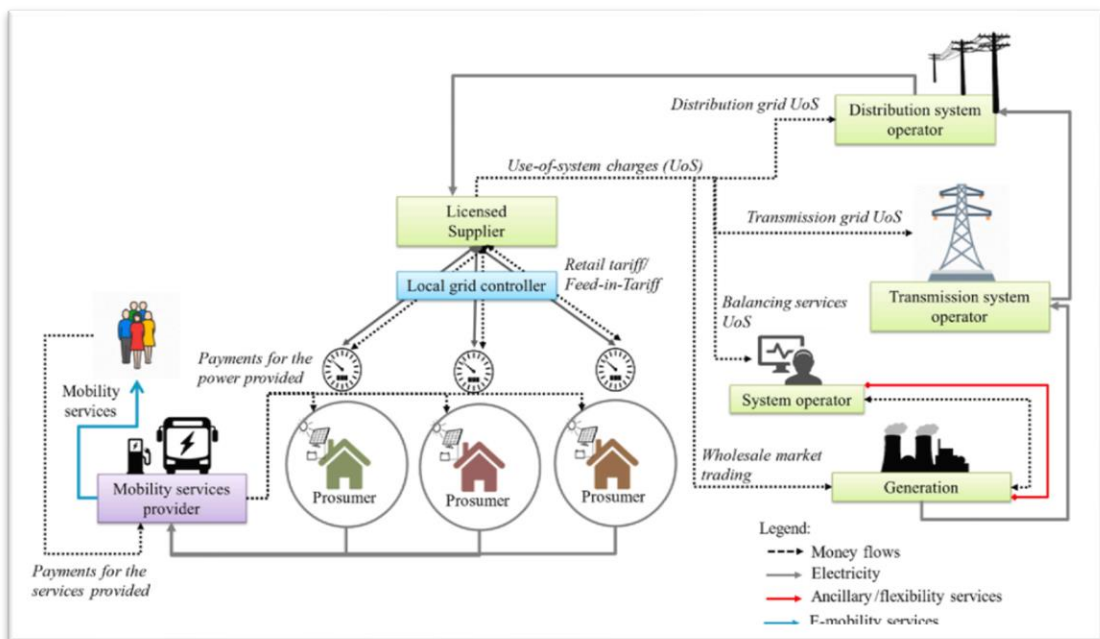 Distribution grid UoS
Distribution system
operator
Use-of-system charges (UoS)
Licensed
Supplier
Transmission grid UoS
Retail tariff/
Feed-in-Tariff
Local grid controller
Transmission system
operator
Balancing services
UoS
Payments for the
power provided
Mobility
services
System operator
Wholesale market
trading
Generation
Prosumer
Prosumer
Prosumer
Mobility services
provider
Payments for the
services provided
Legend:
Money flows
Electricity
Ancillary/flexibility services
E-mobility services